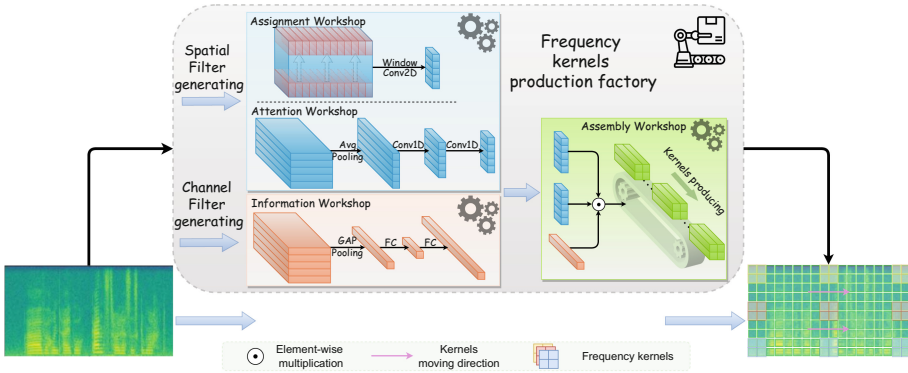 Assignment Workshop
Spatial
Filter
generating
Window
Conv2D
Frequency
kernels
production factory
Attention Workshop
Avg
Pooling
Conv1D
Conv1D
Assembly Workshop
Kernels producing
Channel
Filter
generating
Information Workshop
GAP
Pooling
FC
FC
Element-wise
multiplication
Kernels
moving direction
Frequency kernels